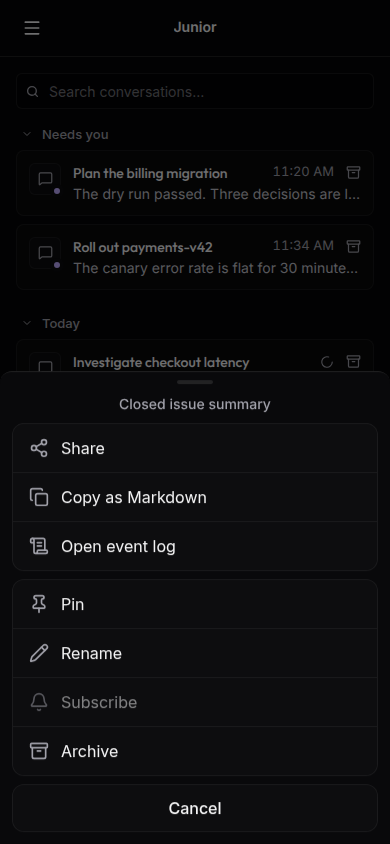 Junior
Search conversations...
Needs you
Plan the billing migration 11:20 AM
The dry run passed. Three decisions are l...
Roll out payments-v42 11:34 AM
The canary error rate is flat for 30 minute...
Today
Investigate checkout latency
Closed issue summary
Share
Copy as Markdown
Open event log
Pin
Rename
Subscribe
Archive
Cancel